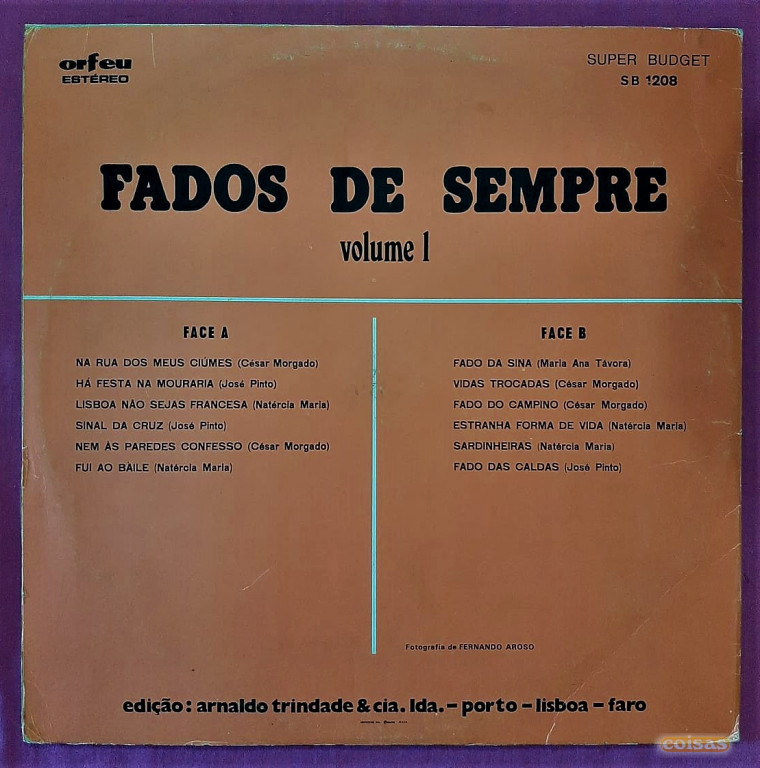 orfeu
ESTÉREO
SUPER BUDGET
SB 1208
FADOS DE SEMPRE
volume 1
FACE A
NA RUA DOS MEUS CIÚMES (César Morgado)
HÁ FESTA NA MOURARIA (José Pinto)
LISBOA NÃO SEJAS FRANCESA (Natércia Maria)
SINAL DA CRUZ (José Pinto)
NEM ÀS PAREDES CONFESSO (César Morgado)
FUI AO BAILE (Natércia Maria)
FACE B
FADO DA SINA (Maria Ana Távora)
VIDAS TROCADAS (César Morgado)
FADO DO CAMPINO (César Morgado)
ESTRANHA FORMA DE VIDA (Natércia Maria)
SARDINHEIRAS (Natércia Maria)
FADO DAS CALDAS (José Pinto)
Fotografia de FERNANDO AROSO
edição: arnaldo trindade & cia. lda. – porto – lisboa – faro
coisas